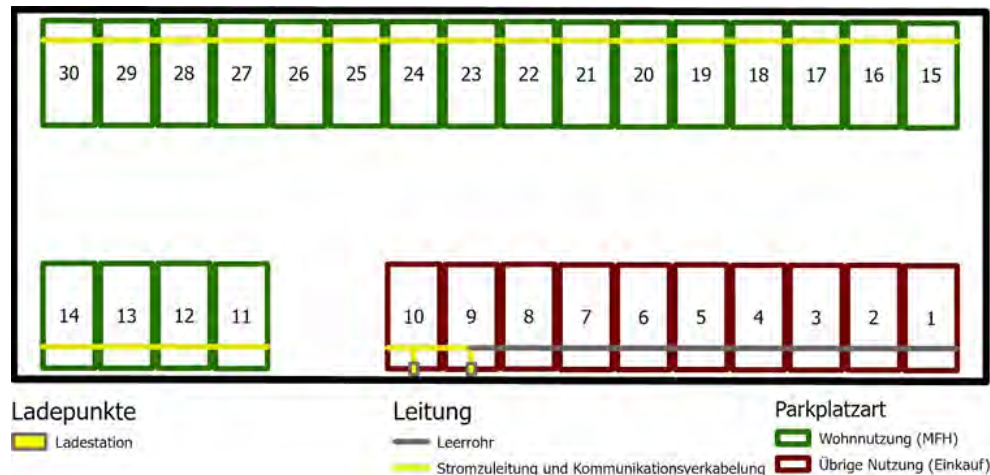 30 29 28 27 26 25 24 23 22 21 20 19 18 17 16 15
14 13 12 11 10 9 8 7 6 5 4 3 2 1
Ladepunkte
Ladestation
Leitung
Leerrohr
Stromzuleitung und Kommunikationsverkabelung
Parkplatzart
Wohnnutzung (MFH)
Übrige Nutzung (Einkauf)